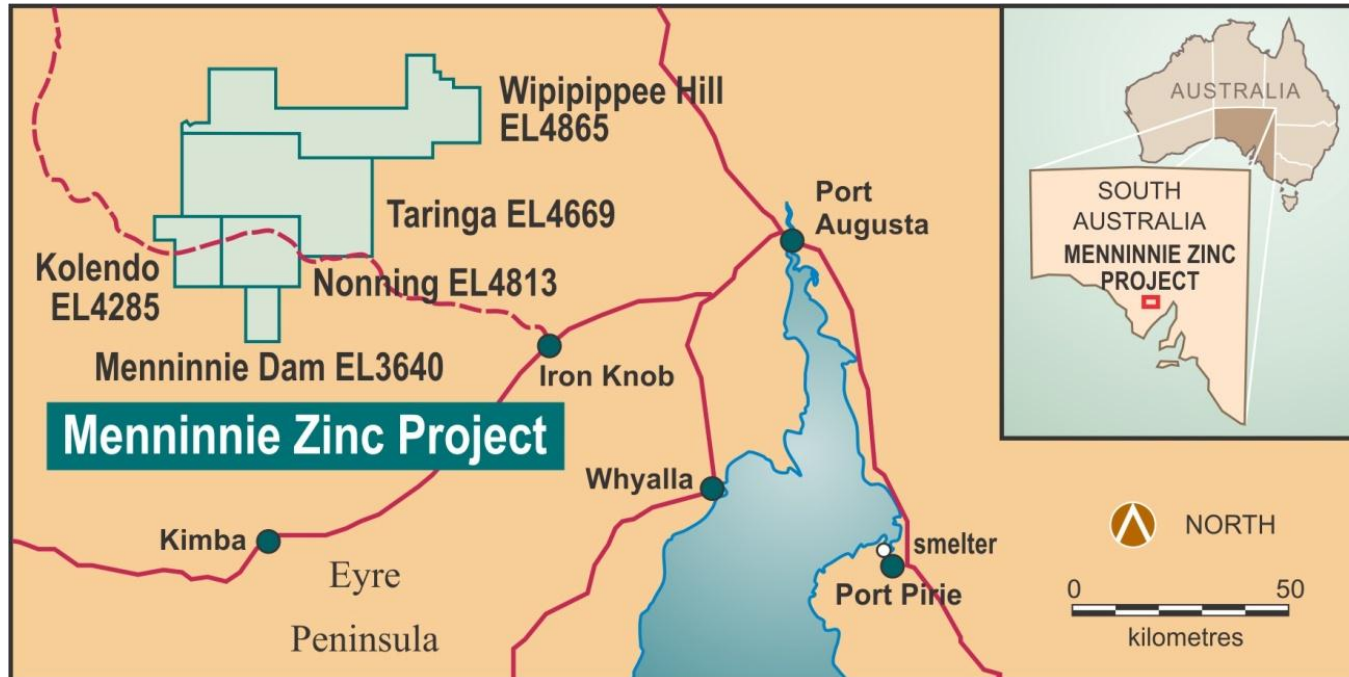 Wipipippee Hill
EL4865
Taringa EL4669
Kolendo
EL4285
Nonning EL4813
Menninnie Dam EL3640
Menninnie Zinc Project
Port
Augusta
Iron Knob
Whyalla
Kimba
Eyre
Peninsula
smelter
Port Pirie
AUSTRALIA
SOUTH
AUSTRALIA
MENNINNIE ZINC
PROJECT
NORTH
0 50
kilometres